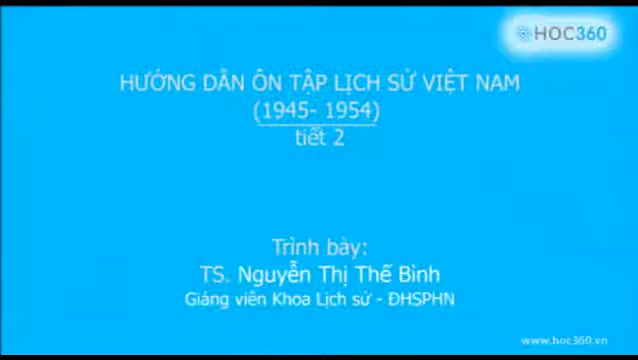 HOC360
HƯỚNG DẪN ÔN TẬP LỊCH SỬ VIỆT NAM
(1945- 1954)
tiết 2
Trình bày:
TS. Nguyễn Thị Thế Bình
Giảng viên Khoa Lịch sử - ĐHSPHN
www.hoc360.vn